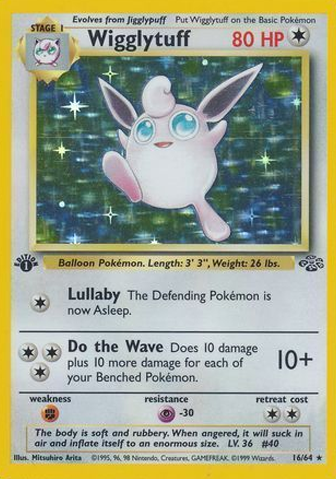 STAGE 1
Evolves from Jigglypuff
Put Wigglytuff on the Basic Pokémon
Wigglytuff 80 HP
EDITION
1
Balloon Pokémon. Length: 3' 3", Weight: 26 lbs.
Lullaby The Defending Pokémon is
now Asleep.
Do the Wave Does 10 damage
plus 10 more damage for each of
your Benched Pokémon.
10+
weakness resistance retreat cost
-30
The body is soft and rubbery. When angered, it will suck in
air and inflate itself to an enormous size. LV. 36 #40
Illus. Mitsuhiro Arita ©1995, 96, 98 Nintendo, Creatures, GAMEFREAK. ©1999 Wizards. 16/64 ★